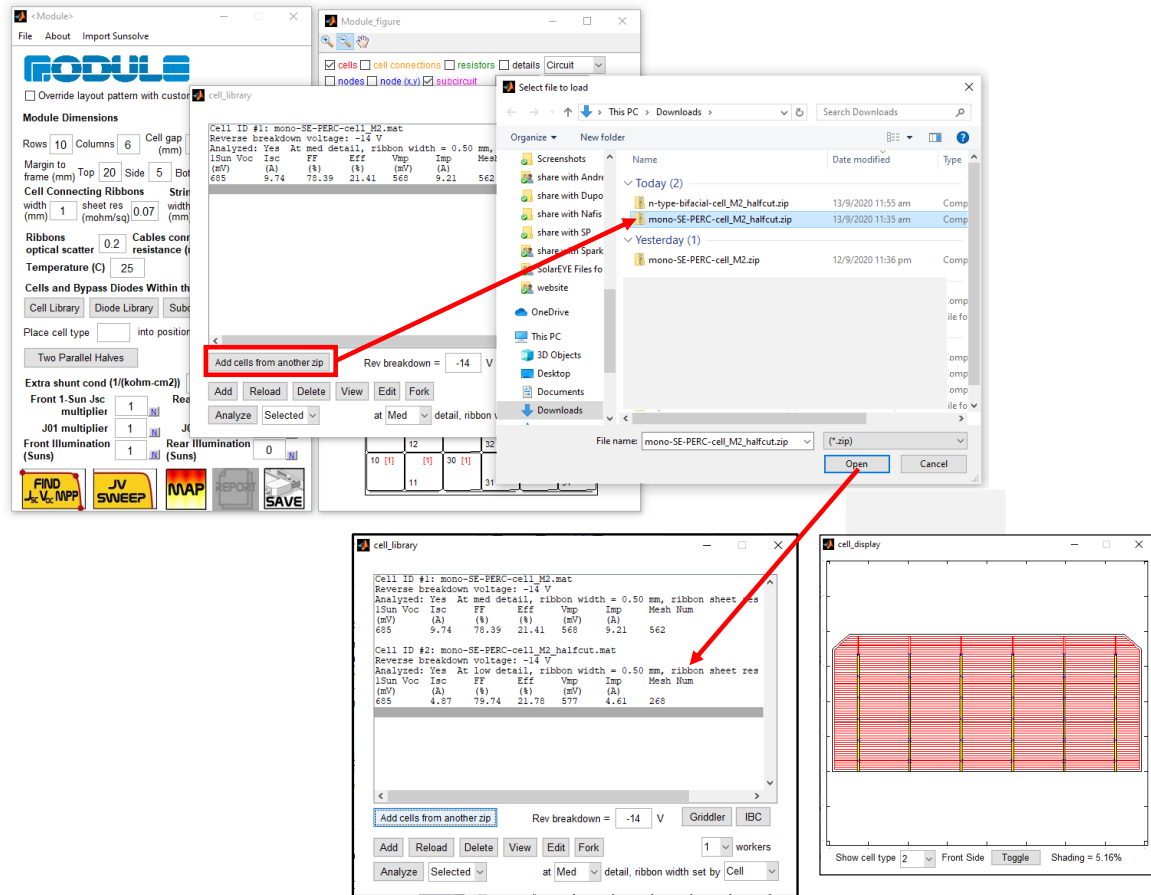 <Module>
File About Import Sunsolve
MODULE
Override layout pattern with custor
Module Dimensions
Rows 10 Columns 6 Cell gap (mm)
Margin to frame (mm) Top 20 Side 5 Bot
Cell Connecting Ribbons Strin
width (mm) 1 sheet res (mohm/sq) 0.07 width (mm)
Ribbons optical scatter 0.2 Cables conn resistance (
Temperature (C) 25
Cells and Bypass Diodes Within th
Cell Library Diode Library Subc
Place cell type into position
Two Parallel Halves
Extra shunt cond (1/(kohm-cm2))
Front 1-Sun Jsc multiplier 1 N Rea
J01 multiplier 1 N J0
Front Illumination (Suns) 1 N Rear Illumination (Suns) 0 N
FIND Jsc Voc MPP JV SWEEP MAP REPORT SAVE
Module_figure
cells cell connections resistors details Circuit
nodes node (x,y) subcircuit
12 32
10 [1] [1] 30 [1]
11 31 51
cell_library
Cell ID #1: mono-SE-PERC-cell_M2.mat
Reverse breakdown voltage: -14 V
Analyzed: Yes At med detail, ribbon width = 0.50 mm,
1Sun Voc Isc FF Eff Vmp Imp Mesh
(mV) (A) (%) (%) (mV) (A)
685 9.74 78.39 21.41 568 9.21 562
Add cells from another zip Rev breakdown = -14 V
Add Reload Delete View Edit Fork
Analyze Selected at Med detail, ribbon w
Select file to load
This PC > Downloads > Search Downloads
Organize New folder
Screenshots
share with Andre
share with Dupo
share with Nafis
share with SP
share with Spark
SolarEYE Files fo
website
OneDrive
This PC
3D Objects
Desktop
Documents
Downloads
Name Date modified Type
Today (2)
n-type-bifacial-cell_M2_halfcut.zip 13/9/2020 11:55 am Comp
mono-SE-PERC-cell_M2_halfcut.zip 13/9/2020 11:35 am Comp
Yesterday (1)
mono-SE-PERC-cell_M2.zip 12/9/2020 11:36 pm Comp
omp
ile fo
omp
omp
omp
ile fo
File name: mono-SE-PERC-cell_M2_halfcut.zip (*.zip)
Open Cancel
cell_library
Cell ID #1: mono-SE-PERC-cell_M2.mat
Reverse breakdown voltage: -14 V
Analyzed: Yes At med detail, ribbon width = 0.50 mm, ribbon sheet res
1Sun Voc Isc FF Eff Vmp Imp Mesh Num
(mV) (A) (%) (%) (mV) (A)
685 9.74 78.39 21.41 568 9.21 562
Cell ID #2: mono-SE-PERC-cell_M2_halfcut.mat
Reverse breakdown voltage: -14 V
Analyzed: Yes At low detail, ribbon width = 0.50 mm, ribbon sheet res
1Sun Voc Isc FF Eff Vmp Imp Mesh Num
(mV) (A) (%) (%) (mV) (A)
685 4.87 79.74 21.78 577 4.61 268
Add cells from another zip Rev breakdown = -14 V Griddler IBC
Add Reload Delete View Edit Fork 1 workers
Analyze Selected at Med detail, ribbon width set by Cell
cell_display
Show cell type 2 Front Side Toggle Shading = 5.16%